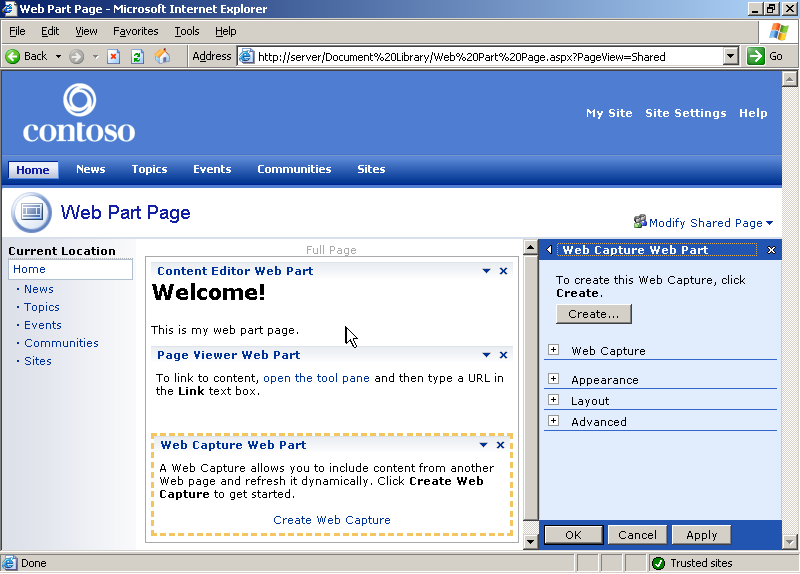 Web Part Page - Microsoft Internet Explorer
File Edit View Favorites Tools Help
Back Address http://server/Document%20Library/Web%20Part%20Page.aspx?PageView=Shared Go
contoso
My Site Site Settings Help
Home News Topics Events Communities Sites
Web Part Page
Modify Shared Page
Current Location
Home
· News
· Topics
· Events
· Communities
· Sites
Full Page
Content Editor Web Part
Welcome!
This is my web part page.
Page Viewer Web Part
To link to content, open the tool pane and then type a URL in
the Link text box.
Web Capture Web Part
A Web Capture allows you to include content from another
Web page and refresh it dynamically. Click Create Web
Capture to get started.
Create Web Capture
Web Capture Web Part
To create this Web Capture, click
Create.
Create...
Web Capture
Appearance
Layout
Advanced
OK Cancel Apply
Done Trusted sites